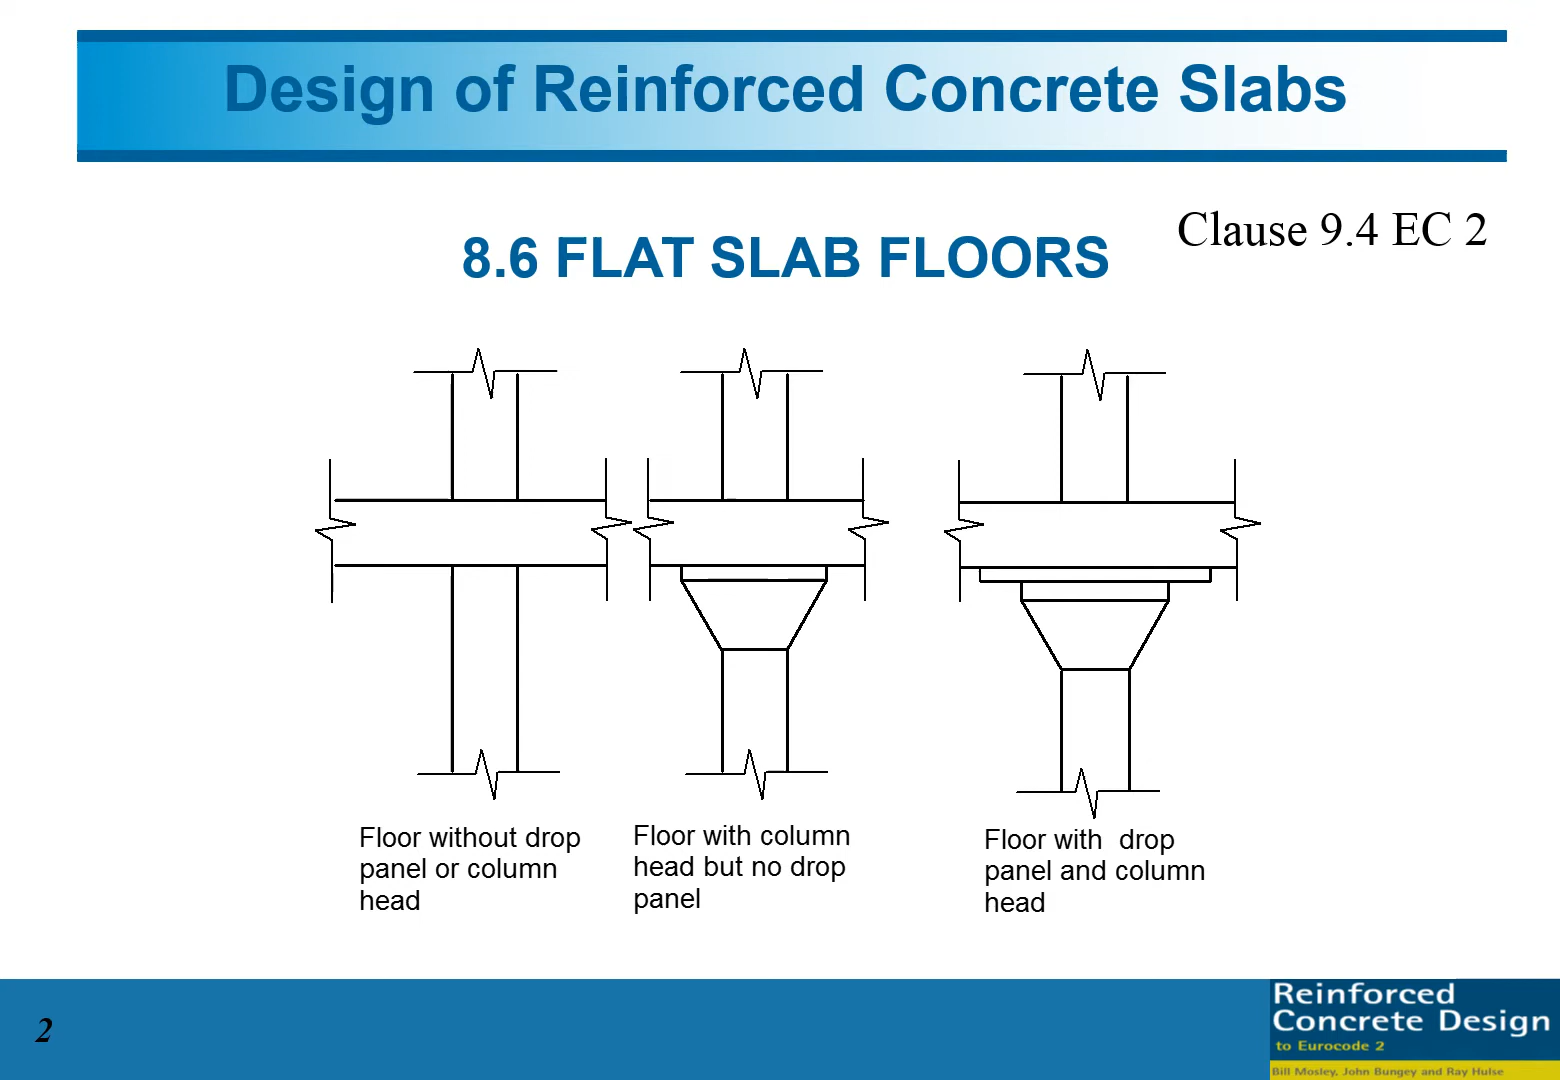 Design of Reinforced Concrete Slabs
Clause 9.4 EC 2
8.6 FLAT SLAB FLOORS
Floor without drop
panel or column
head
Floor with column
head but no drop
panel
Floor with  drop
panel and column
head
2
Reinforced
Concrete Design
to Eurocode 2
Bill Mosley, John Bungey and Ray Hulse